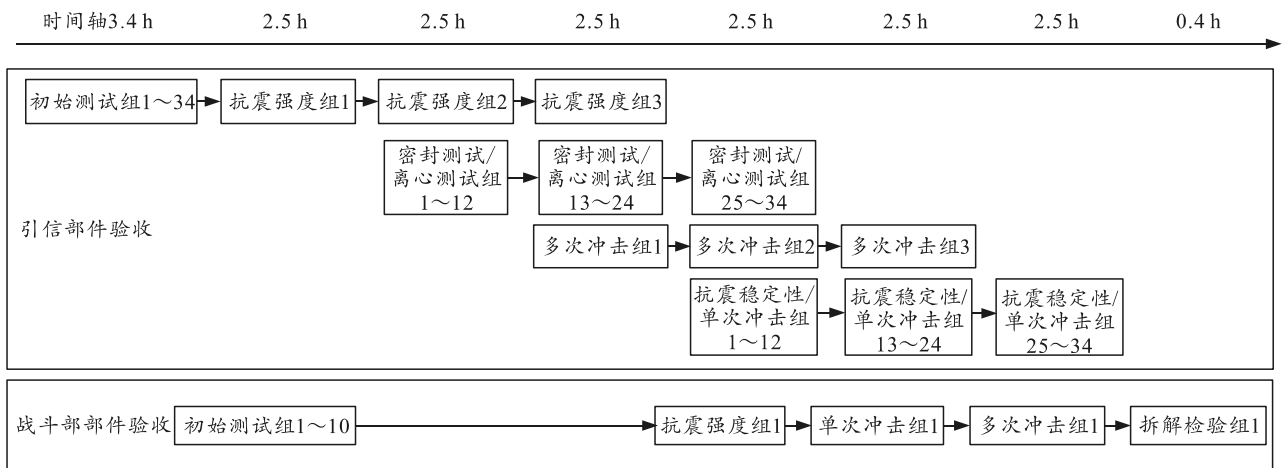 时间轴3.4 h 2.5 h 2.5 h 2.5 h 2.5 h 2.5 h 2.5 h 0.4 h
初始测试组1～34 抗震强度组1 抗震强度组2 抗震强度组3
密封测试/ 密封测试/ 密封测试/
离心测试组 离心测试组 离心测试组
1～12 13～24 25～34
引信部件验收
多次冲击组1 多次冲击组2 多次冲击组3
抗震稳定性/ 抗震稳定性/ 抗震稳定性/
单次冲击组 单次冲击组 单次冲击组
1～12 13～24 25～34
战斗部部件验收 初始测试组1～10 抗震强度组1 单次冲击组1 多次冲击组1 拆解检验组1